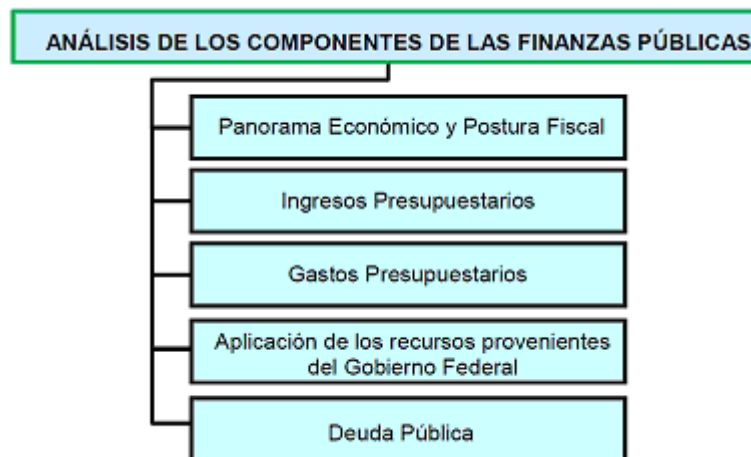 ANÁLISIS DE LOS COMPONENTES DE LAS FINANZAS PÚBLICAS
Panorama Económico y Postura Fiscal
Ingresos Presupuestarios
Gastos Presupuestarios
Aplicación de los recursos provenientes
del Gobierno Federal
Deuda Pública